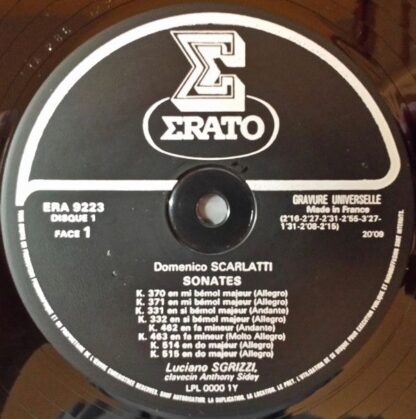 Σ
ΣRATO
ERA 9223
DISQUE 1
FACE 1
GRAVURE UNIVERSELLE
Made in France
(2'16-2'27-2'31-2'55-3'27-
1'31-2'08-2'15)
20'09
Domenico SCARLATTI
SONATES
K. 370 en mi bémol majeur (Allegro)
K. 371 en mi bémol majeur (Allegro)
K. 331 en si bémol majeur (Andante)
K. 332 en si bémol majeur (Allegro)
K. 462 en fa mineur (Andante)
K. 463 en fa mineur (Molto Allegro)
K. 514 en do majeur (Allegro)
K. 515 en do majeur (Allegro)
Luciano SGRIZZI,
clavecin Anthony Sidey
LPL 0000 1Y